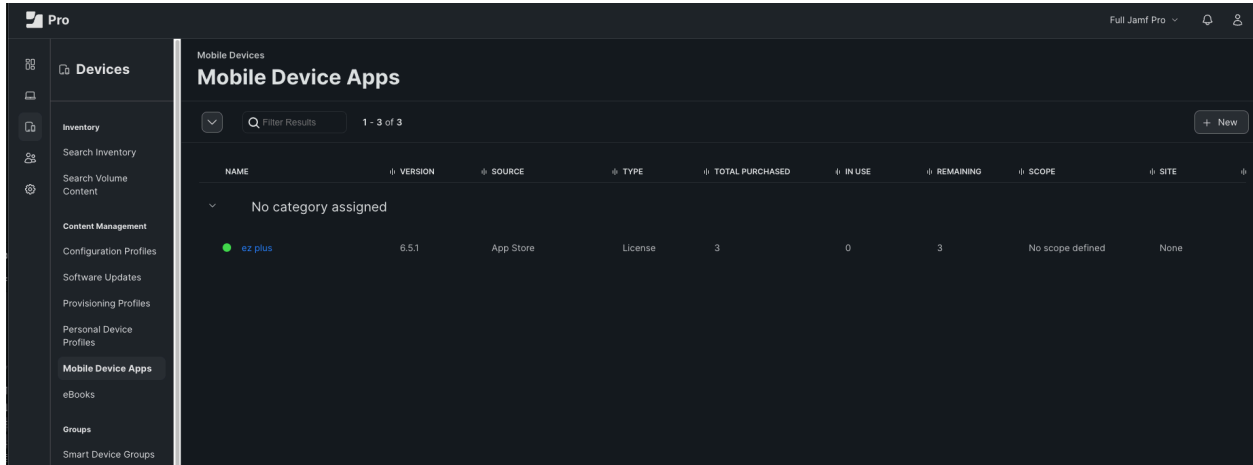 Pro
Full Jamf Pro
Devices
Inventory
Search Inventory
Search Volume
Content
Content Management
Configuration Profiles
Software Updates
Provisioning Profiles
Personal Device
Profiles
Mobile Device Apps
eBooks
Groups
Smart Device Groups
Mobile Devices
Mobile Device Apps
Filter Results
1 - 3 of 3
+ New
NAME VERSION SOURCE TYPE TOTAL PURCHASED IN USE REMAINING SCOPE SITE
No category assigned
ez plus 6.5.1 App Store License 3 0 3 No scope defined None